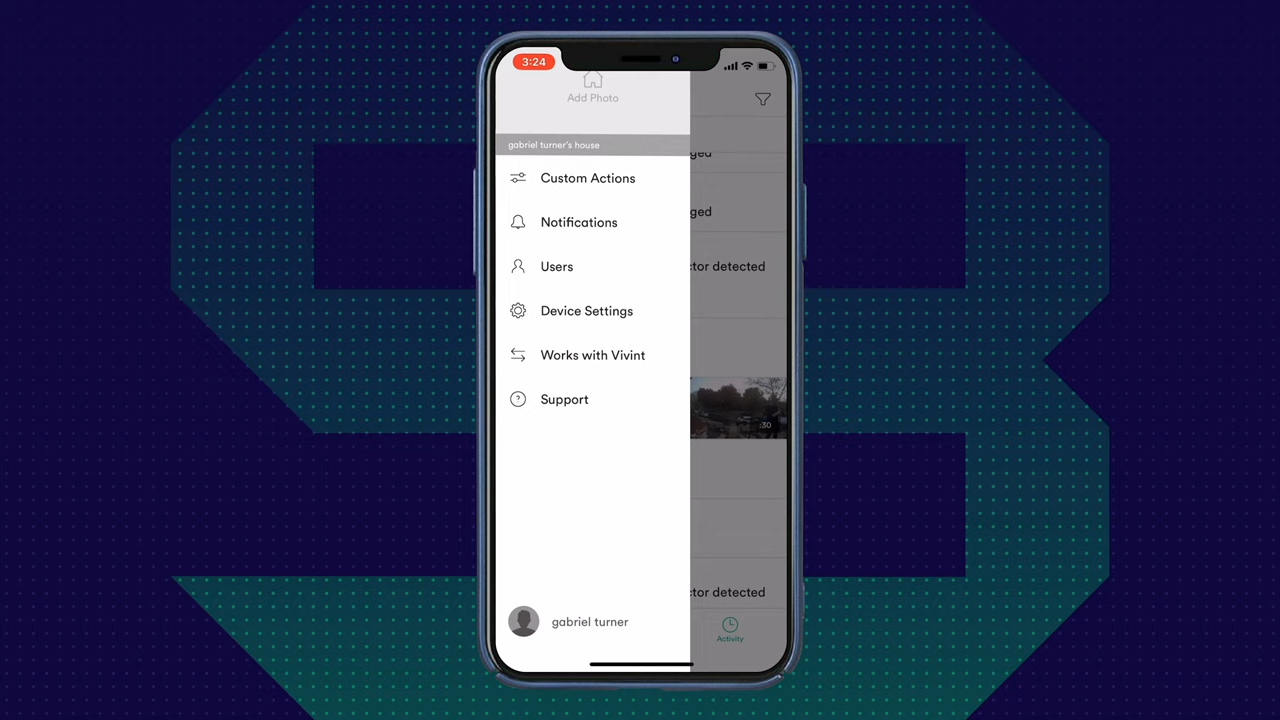 3:24
Add Photo
gabriel turner's house
Custom Actions
Notifications
Users
Device Settings
Works with Vivint
Support
gabriel turner
ged
ged
ctor detected
:30
ctor detected
Activity